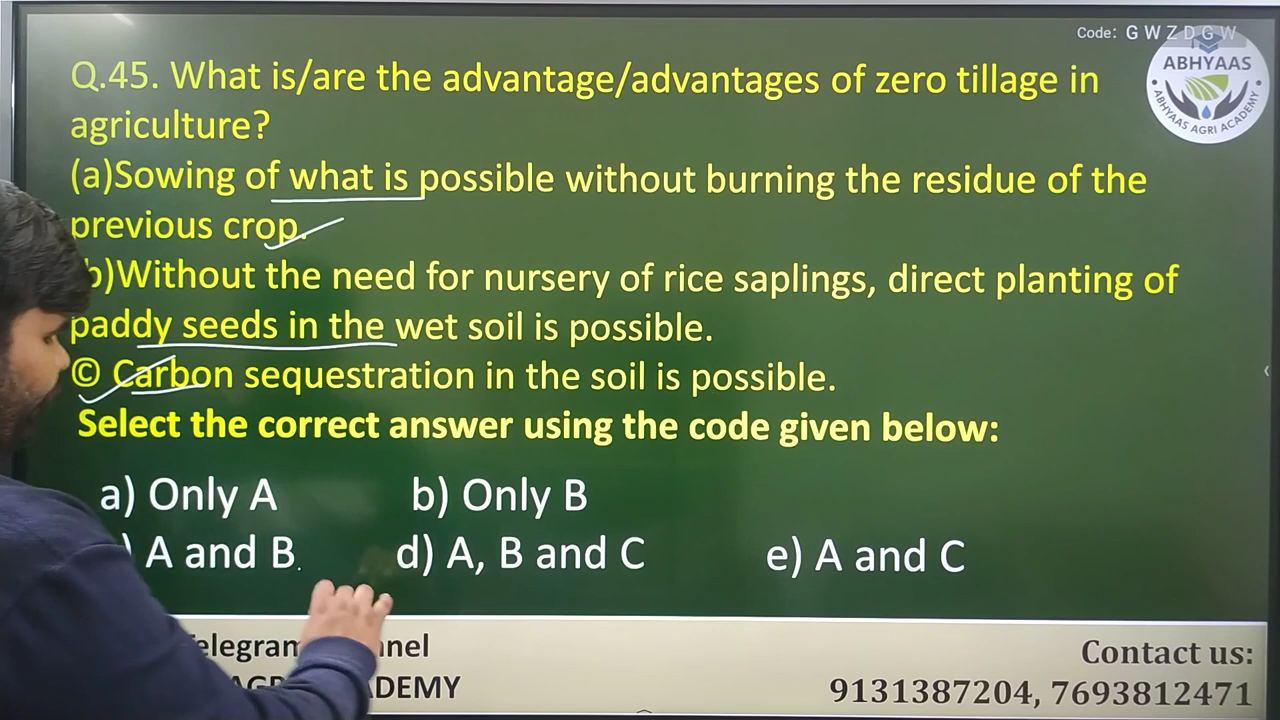 Code: G W Z D G W
ABHYAAS
ABHYAAS AGRI ACADEMY
Q.45. What is/are the advantage/advantages of zero tillage in
agriculture?
(a)Sowing of what is possible without burning the residue of the
previous crop.
b)Without the need for nursery of rice saplings, direct planting of
paddy seeds in the wet soil is possible.
© Carbon sequestration in the soil is possible.
Select the correct answer using the code given below:
a) Only A b) Only B
) A and B. d) A, B and C e) A and C
Contact us:
9131387204, 7693812471